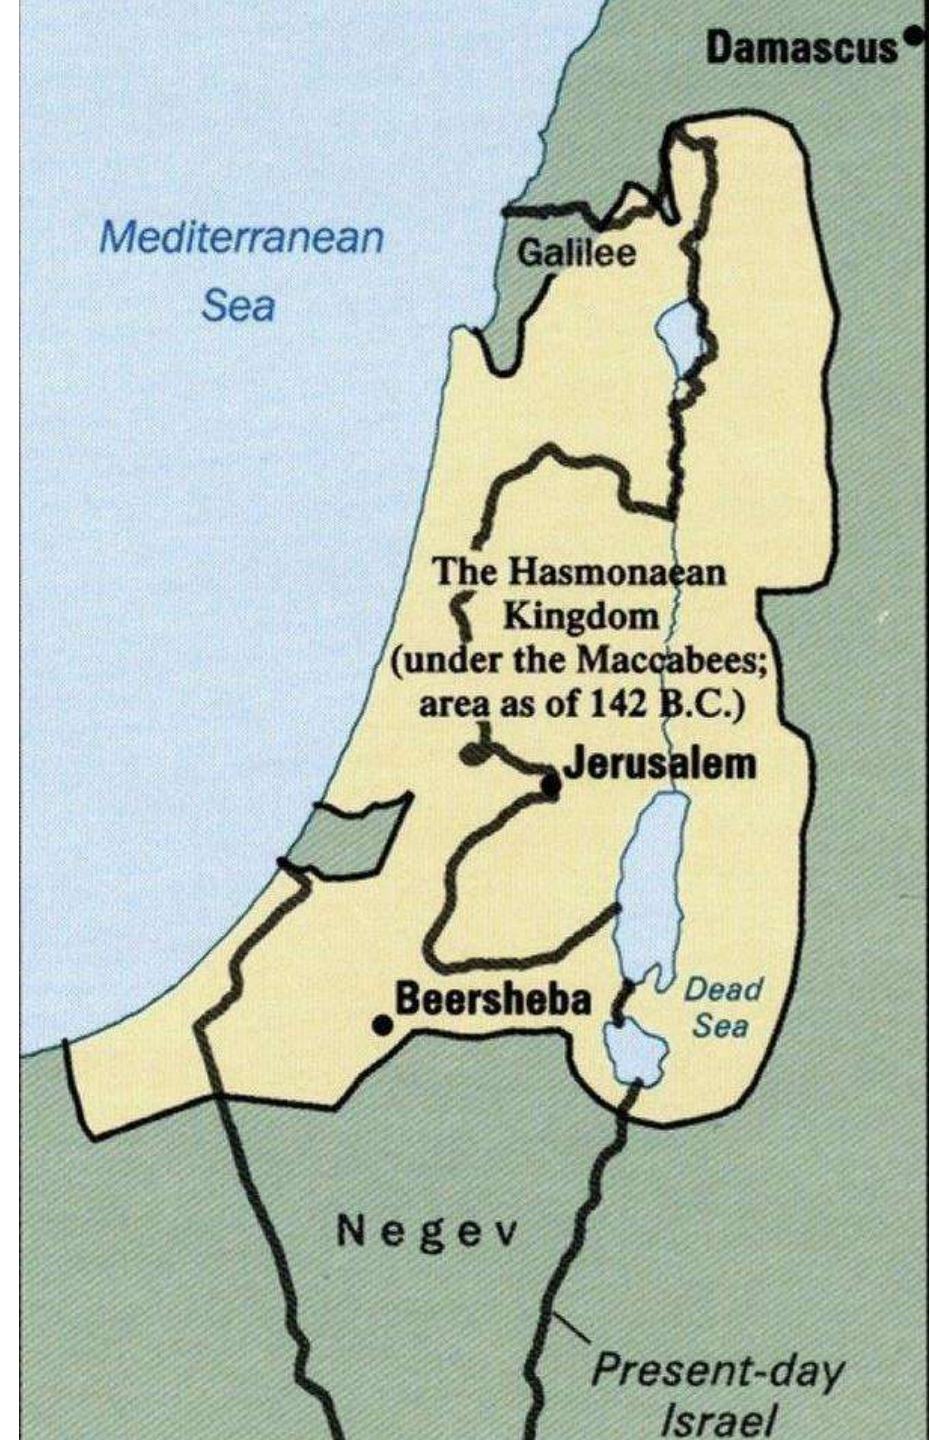 Damascus
Mediterranean
Sea
Galilee
The Hasmonaean
Kingdom
(under the Maccabees;
area as of 142 B.C.)
Jerusalem
Beersheba
Dead
Sea
Negev
Present-day
Israel